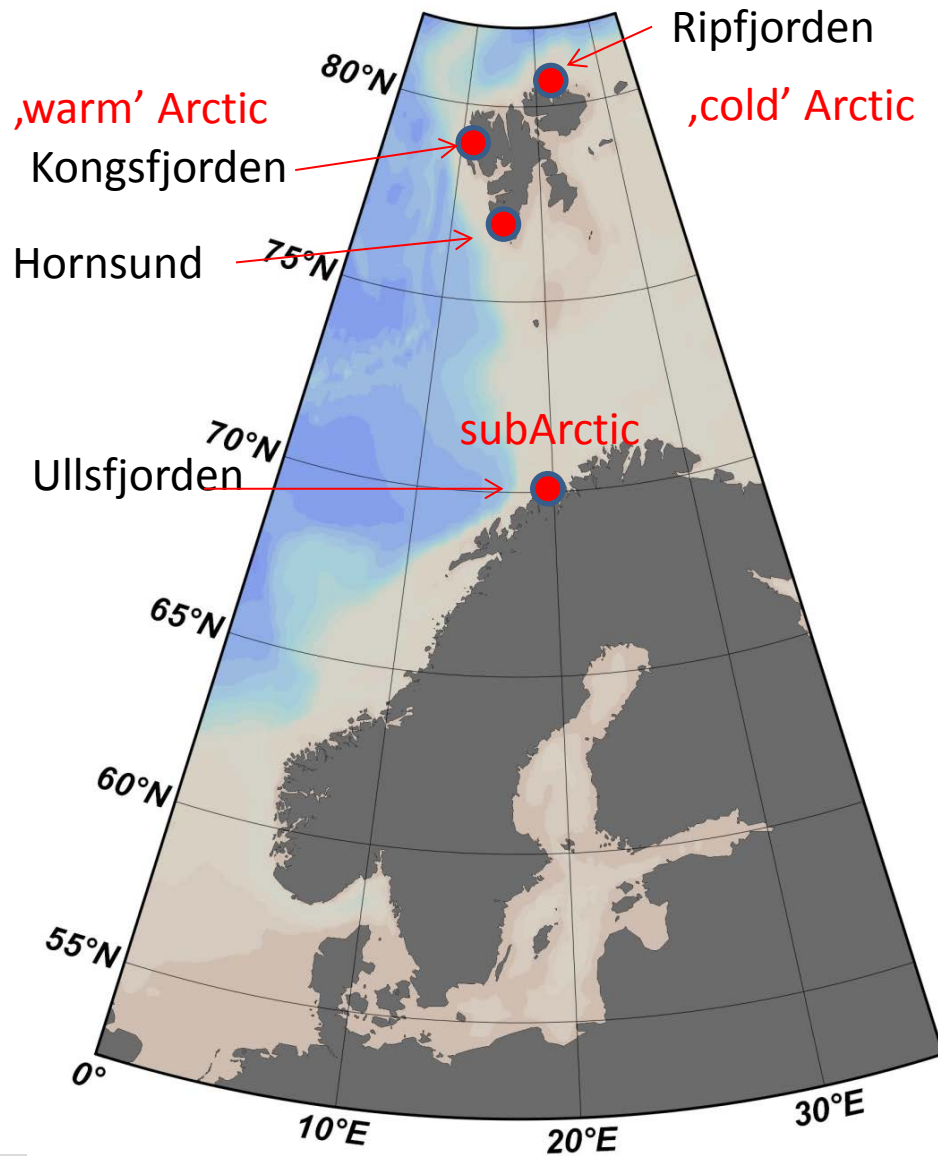 Ripfjorden
80°N
‚warm’ Arctic
‚cold’ Arctic
Kongsfjorden
Hornsund
75°N
subArctic
70°N
Ullsfjorden
65°N
60°N
55°N
0°
10°E
20°E
30°E